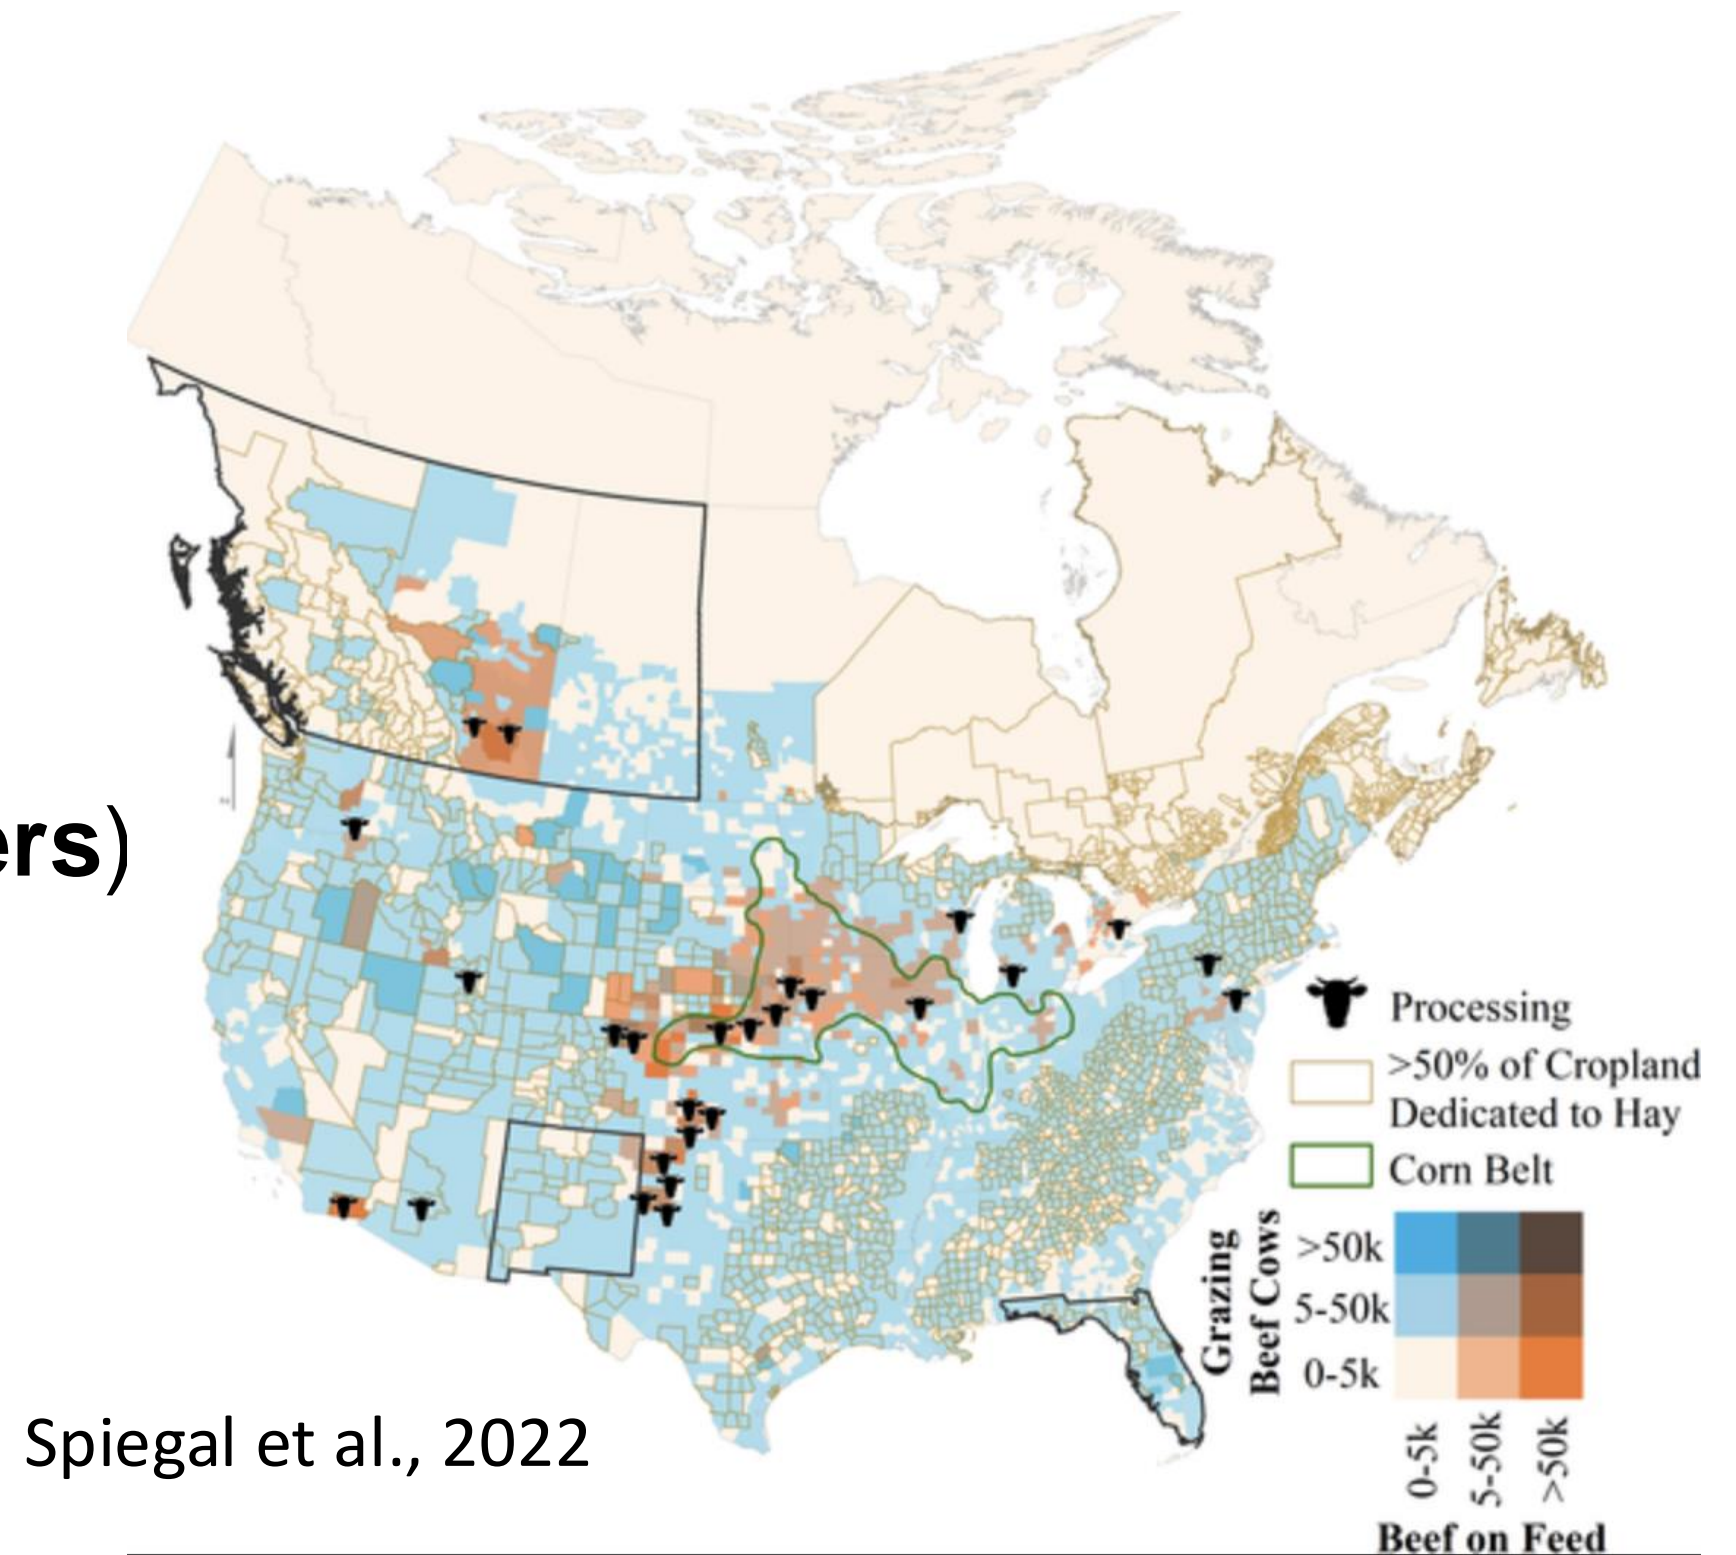 ers)
Processing
>50% of Cropland
Dedicated to Hay
Corn Belt
Grazing
Beef Cows
>50k
5-50k
0-5k
0-5k
5-50k
>50k
Beef on Feed
Spiegal et al., 2022